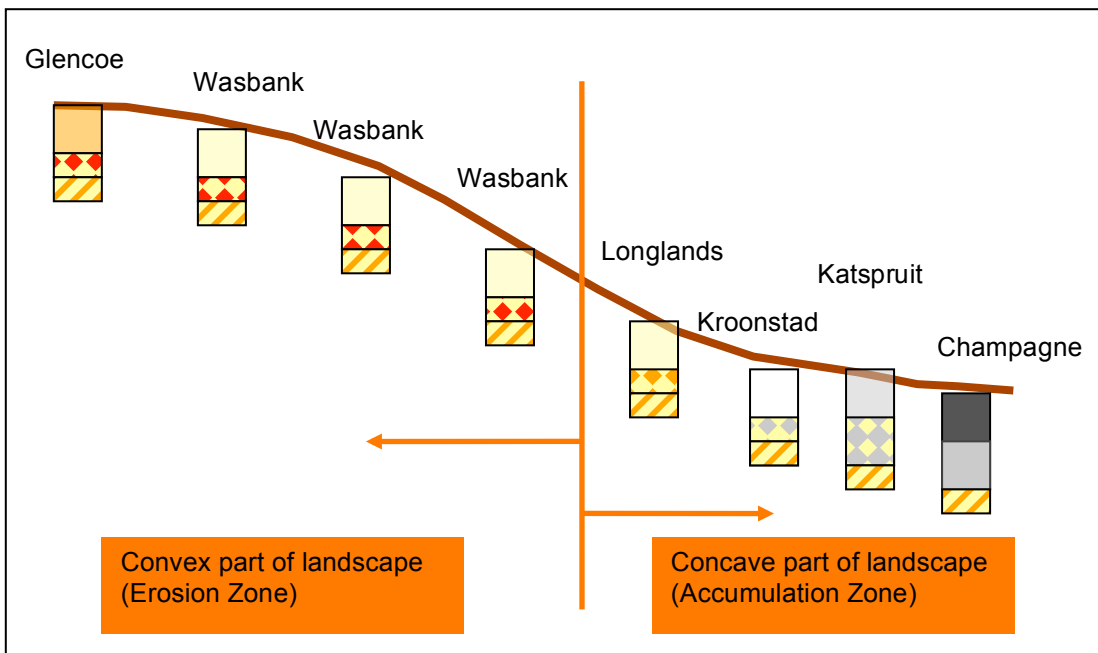 Glencoe
Wasbank
Wasbank
Wasbank
Longlands
Katspruit
Kroonstad
Champagne
Convex part of landscape
(Erosion Zone)
Concave part of landscape
(Accumulation Zone)